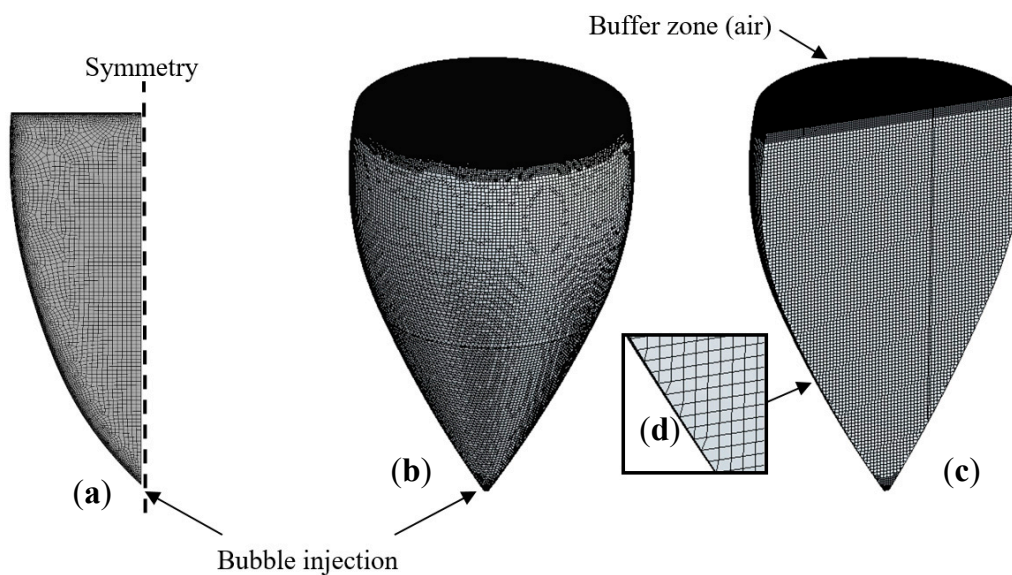 Buffer zone (air)
Symmetry
(a)
(b)
(d)
(c)
Bubble injection